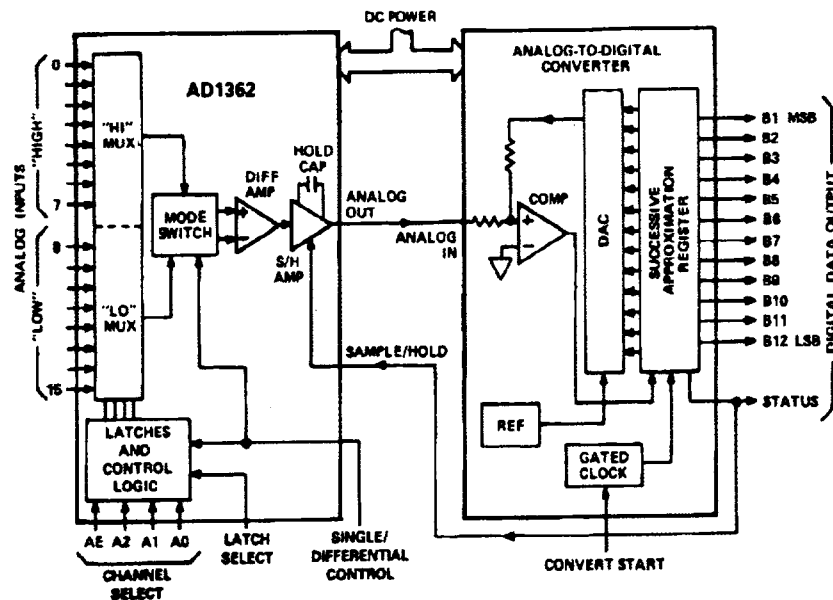 DC POWER
AD1362
ANALOG-TO-DIGITAL
CONVERTER
ANALOG INPUTS
"HIGH"
"LOW"
0
7
8
15
"HI"
MUX
"LO"
MUX
MODE
SWITCH
DIFF
AMP
HOLD
CAP
S/H
AMP
ANALOG
OUT
ANALOG
IN
COMP
DAC
SUCCESSIVE
APPROXIMATION
REGISTER
B1 MSB
B2
B3
B4
B5
B6
B7
B8
B9
B10
B11
B12 LSB
STATUS
DIGITAL DATA OUTPUT
SAMPLE/HOLD
REF
GATED
CLOCK
LATCHES
AND
CONTROL
LOGIC
AE A2 A1 A0
CHANNEL
SELECT
LATCH
SELECT
SINGLE/
DIFFERENTIAL
CONTROL
CONVERT START
+
−
+
−